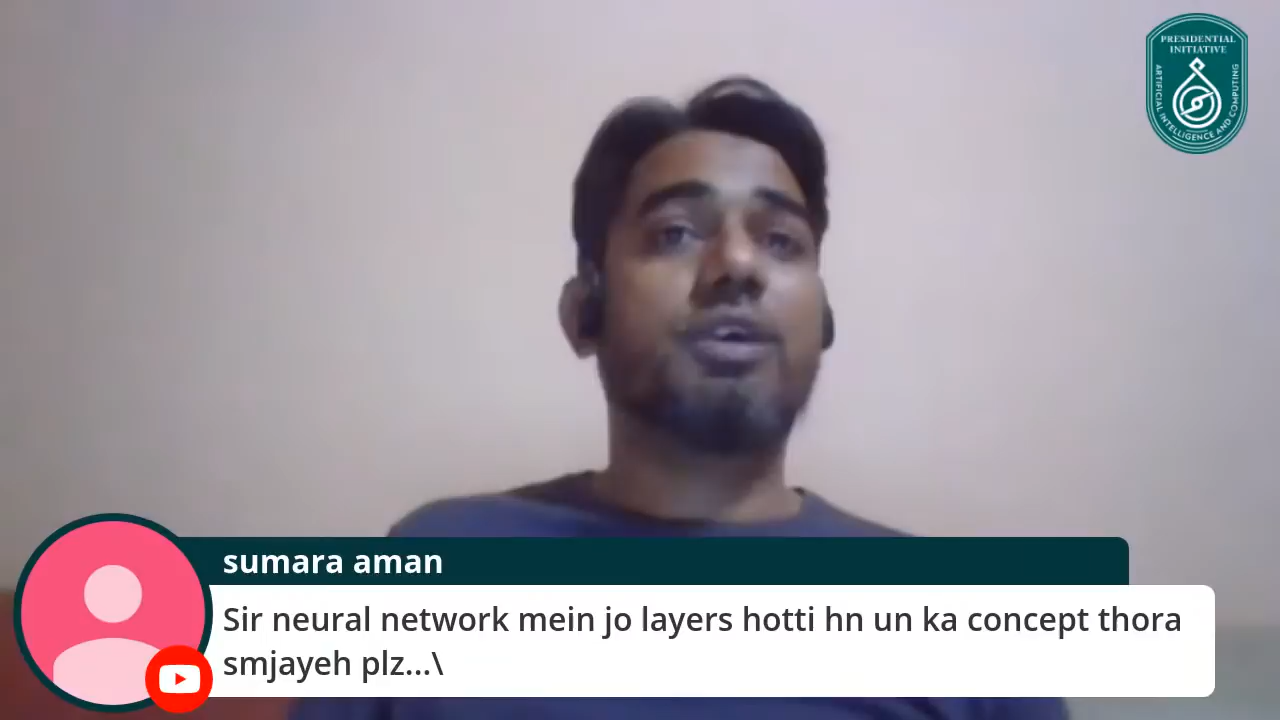 PRESIDENTIAL
INITIATIVE
ARTIFICIAL INTELLIGENCE AND COMPUTING
sumara aman
Sir neural network mein jo layers hotti hn un ka concept thora
smjayeh plz...\